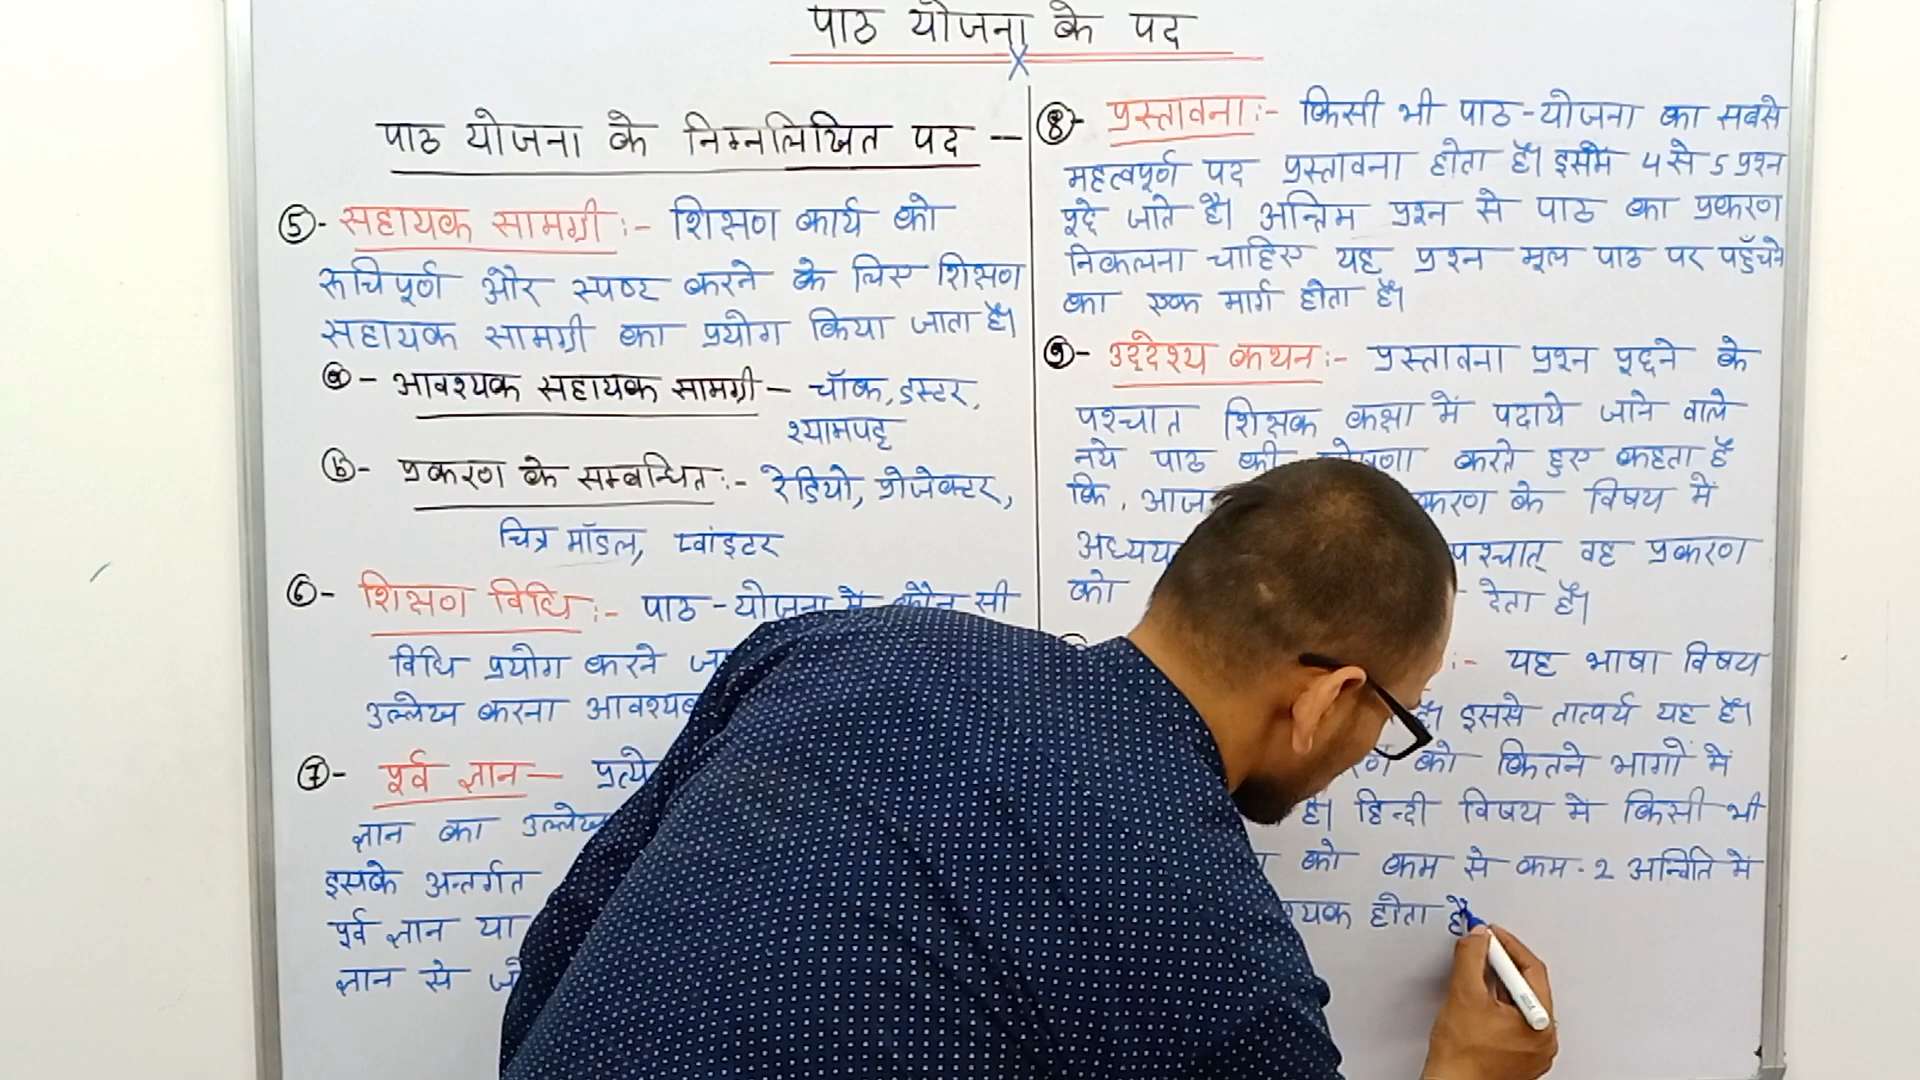 पाठ योजना के पद
पाठ योजना के निम्नलिखित पद —
⑤- सहायक सामग्री :- शिक्षण कार्य को
रूचिपूर्ण और स्पष्ट करने के लिए शिक्षण
सहायक सामग्री का प्रयोग किया जाता है।
ⓐ- आवश्यक सहायक सामग्री - चॉक, डस्टर,
श्यामपट्ट
ⓑ- प्रकरण के सम्बन्धित :- रेडियो, प्रोजेक्टर,
चित्र मॉडल, प्वांइटर
⑥- शिक्षण विधि :- पाठ-योजना में कौन सी
विधि प्रयोग करने
उल्लेख करना
⑦- पूर्व ज्ञान —
ज्ञान का उल्लेख
इसके अन्तर्गत
पूर्व ज्ञान या
ज्ञान से
⑧- प्रस्तावना :- किसी भी पाठ-योजना का सबसे
महत्वपूर्ण पद प्रस्तावना होता है। इसमें 4 से 5 प्रश्न
पूछे जाते है। अन्तिम प्रश्न से पाठ का प्रकरण
निकलना चाहिए यह प्रश्न मूल पाठ पर पहुँचने
का एक मार्ग होता है।
⑨- उद्देश्य कथन :- प्रस्तावना प्रश्न पूछने के
पश्चात शिक्षक कक्षा में पढाये जाने वाले
नये पाठ की करते हुए कहता है
कि, आज करण के विषय में
पश्चात् वह प्रकरण
को देता है।
:- यह भाषा विषय
है। इससे तात्पर्य यह है।
को कितने भागों में
है। हिन्दी विषय मे किसी भी
को कम से कम - 2 अन्विति मे
यक होता है